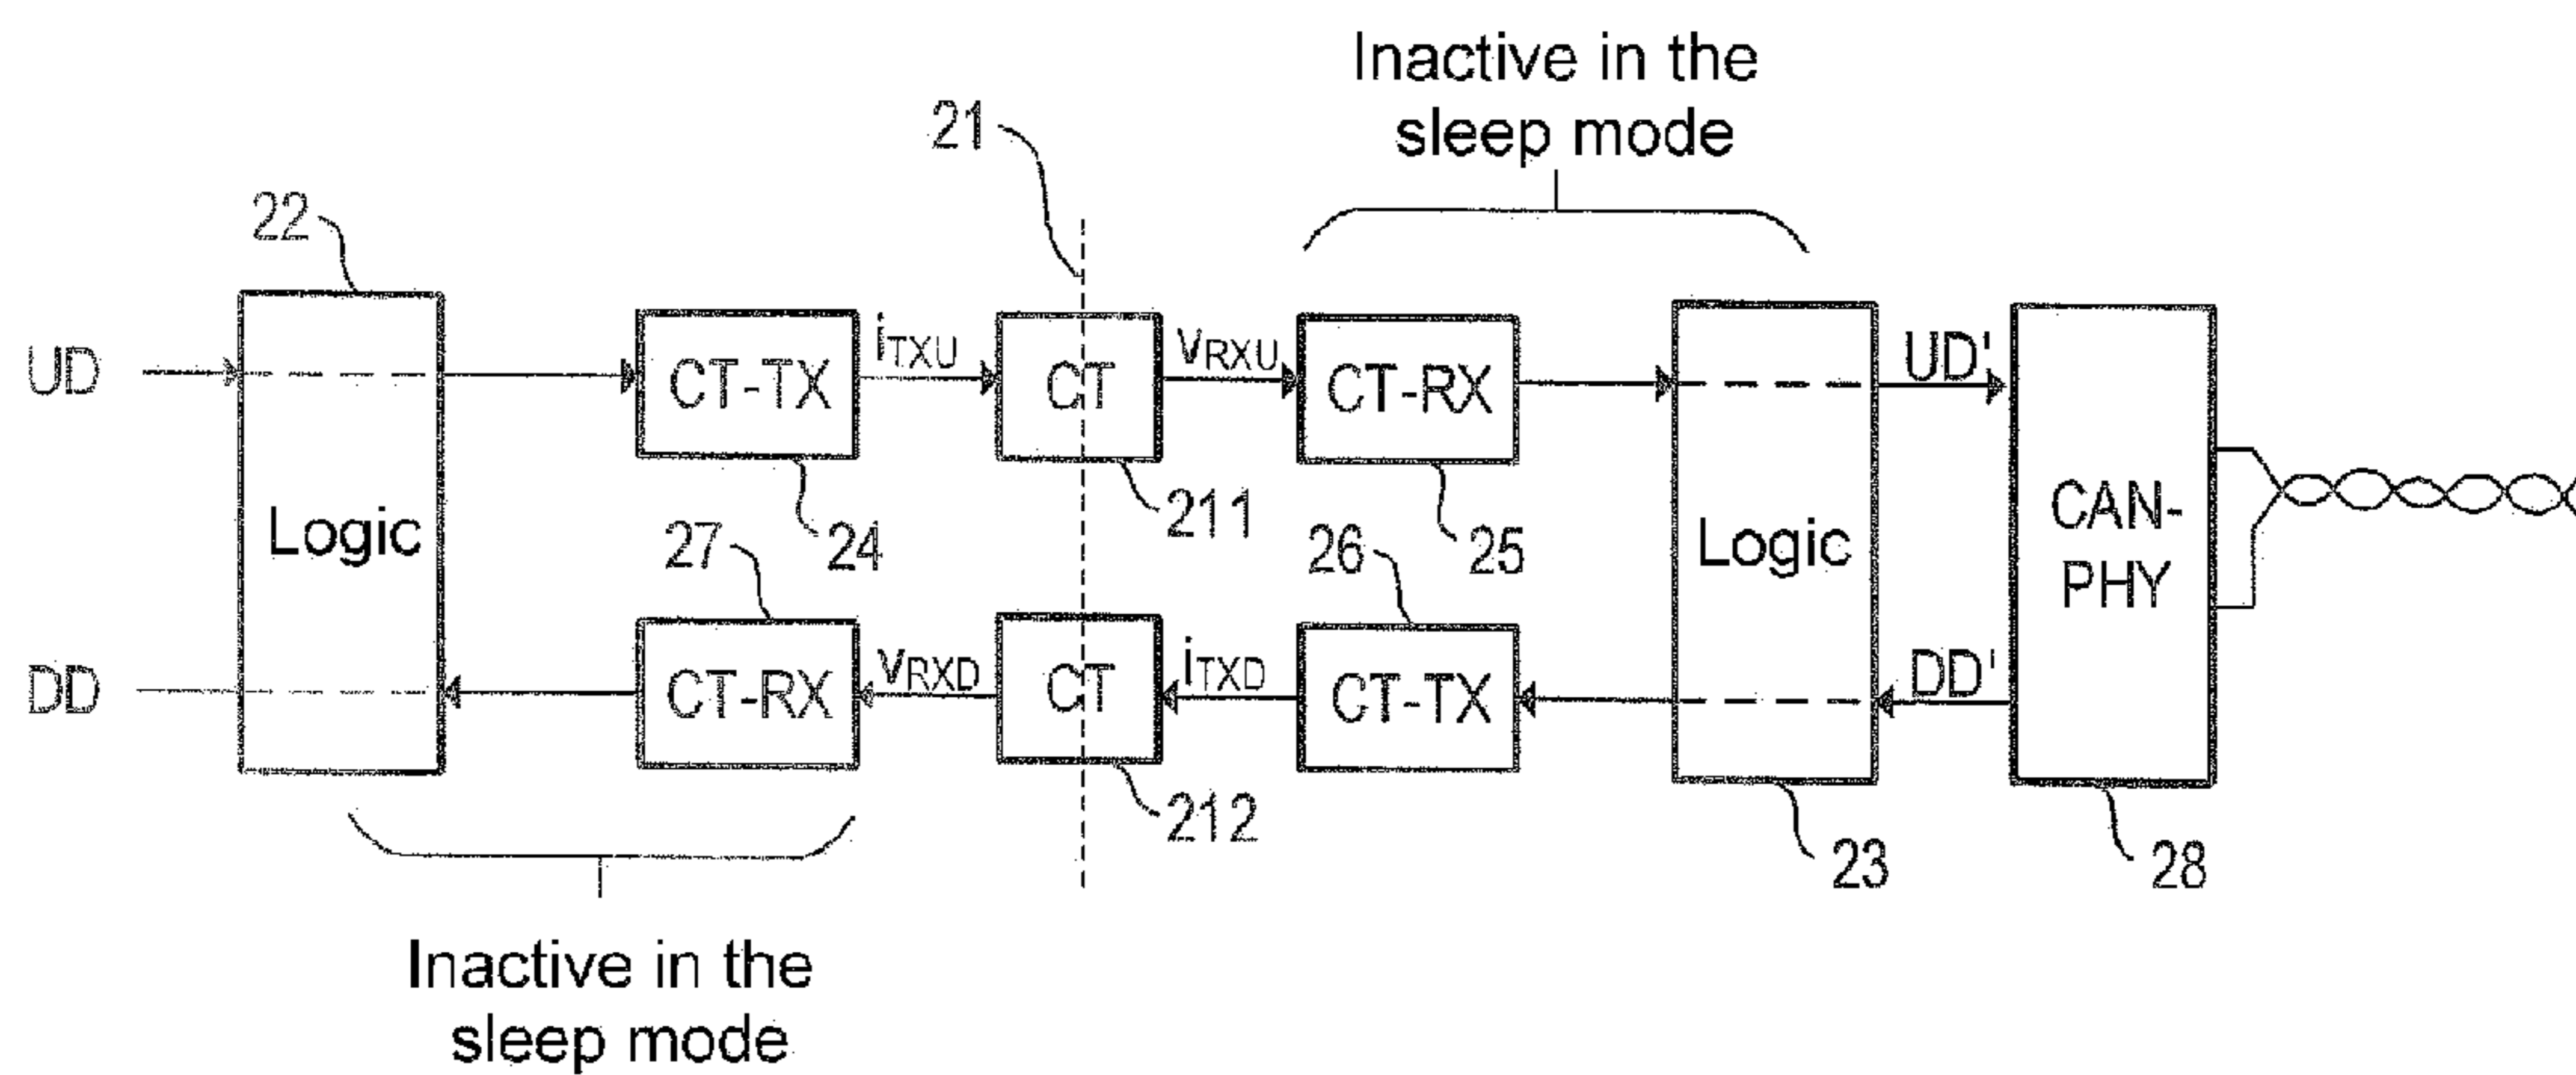 Inactive in the
sleep mode
21
22
UD
CT-TX
iTXU
CT
vRXU
CT-RX
UD'
Logic
27
24
211
26
25
Logic
CAN-
PHY
DD
CT-RX
vRXD
CT
iTXD
CT-TX
DD'
212
23
28
Inactive in the
sleep mode